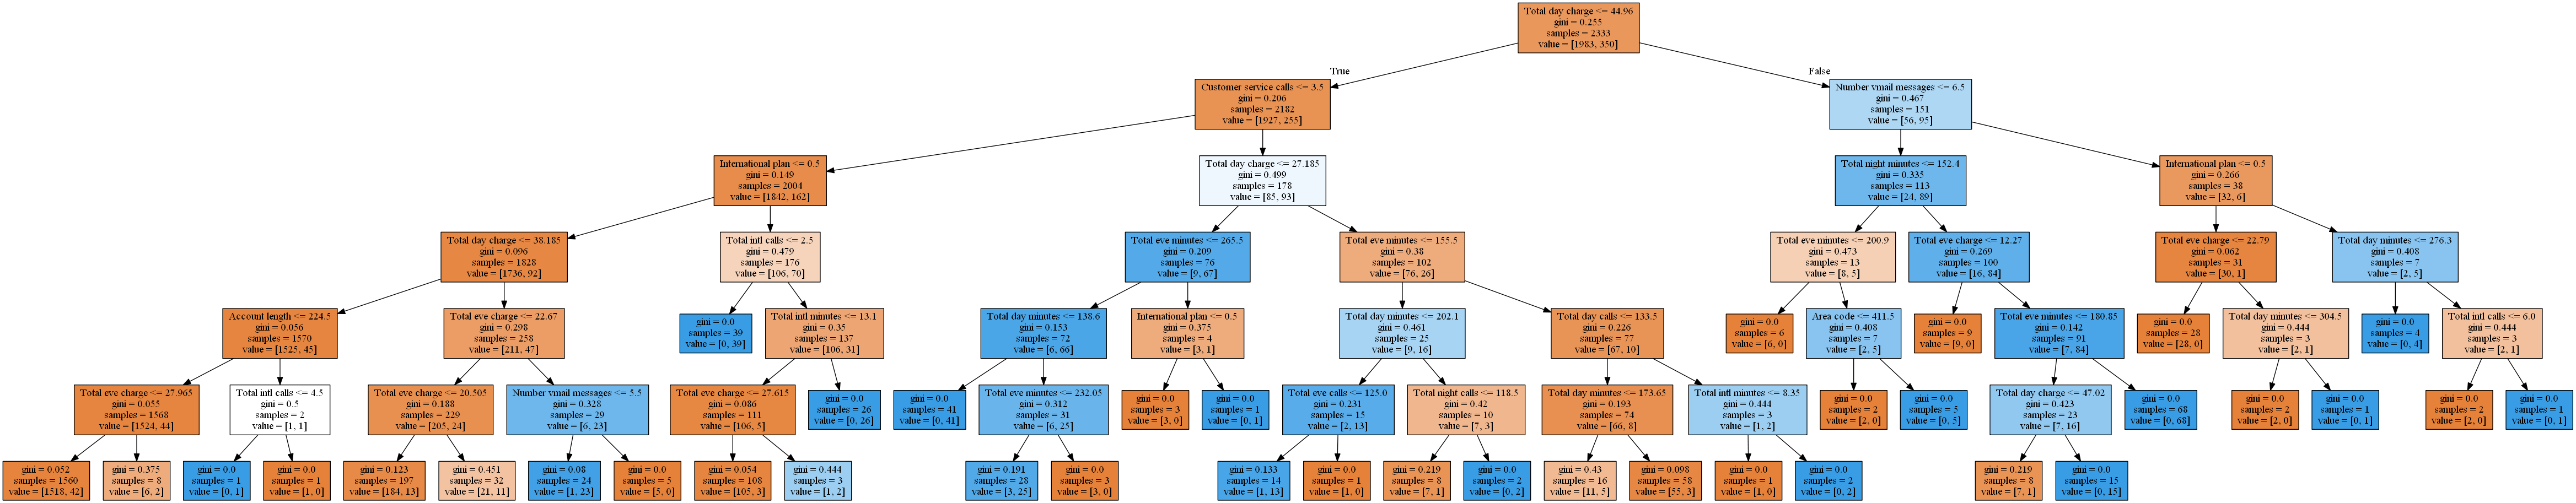 Total day charge <= 44.96
gini = 0.255
samples = 2333
value = [1983, 350]
True
False
Customer service calls <= 3.5
gini = 0.206
samples = 2182
value = [1927, 255]
Number vmail messages <= 6.5
gini = 0.467
samples = 151
value = [56, 95]
International plan <= 0.5
gini = 0.149
samples = 2004
value = [1842, 162]
Total day charge <= 27.185
gini = 0.499
samples = 178
value = [85, 93]
Total night minutes <= 152.4
gini = 0.335
samples = 113
value = [24, 89]
International plan <= 0.5
gini = 0.266
samples = 38
value = [32, 6]
Total day charge <= 38.185
gini = 0.096
samples = 1828
value = [1736, 92]
Total intl calls <= 2.5
gini = 0.479
samples = 176
value = [106, 70]
Total eve minutes <= 265.5
gini = 0.209
samples = 76
value = [9, 67]
Total eve minutes <= 155.5
gini = 0.38
samples = 102
value = [76, 26]
Total eve minutes <= 200.9
gini = 0.473
samples = 13
value = [8, 5]
Total eve charge <= 12.27
gini = 0.269
samples = 100
value = [16, 84]
Total eve charge <= 22.79
gini = 0.062
samples = 31
value = [30, 1]
Total day minutes <= 276.3
gini = 0.408
samples = 7
value = [2, 5]
Account length <= 224.5
gini = 0.056
samples = 1570
value = [1525, 45]
Total eve charge <= 22.67
gini = 0.298
samples = 258
value = [211, 47]
gini = 0.0
samples = 39
value = [0, 39]
Total intl minutes <= 13.1
gini = 0.35
samples = 137
value = [106, 31]
Total day minutes <= 138.6
gini = 0.153
samples = 72
value = [6, 66]
International plan <= 0.5
gini = 0.375
samples = 4
value = [3, 1]
Total day minutes <= 202.1
gini = 0.461
samples = 25
value = [9, 16]
Total day calls <= 133.5
gini = 0.226
samples = 77
value = [67, 10]
gini = 0.0
samples = 6
value = [6, 0]
Area code <= 411.5
gini = 0.408
samples = 7
value = [2, 5]
gini = 0.0
samples = 9
value = [9, 0]
Total eve minutes <= 180.85
gini = 0.142
samples = 91
value = [7, 84]
gini = 0.0
samples = 28
value = [28, 0]
Total day minutes <= 304.5
gini = 0.444
samples = 3
value = [2, 1]
gini = 0.0
samples = 4
value = [0, 4]
Total intl calls <= 6.0
gini = 0.444
samples = 3
value = [2, 1]
Total eve charge <= 27.965
gini = 0.055
samples = 1568
value = [1524, 44]
Total intl calls <= 4.5
gini = 0.5
samples = 2
value = [1, 1]
Total eve charge <= 20.505
gini = 0.188
samples = 229
value = [205, 24]
Number vmail messages <= 5.5
gini = 0.328
samples = 29
value = [6, 23]
Total eve charge <= 27.615
gini = 0.086
samples = 111
value = [106, 5]
gini = 0.0
samples = 26
value = [0, 26]
gini = 0.0
samples = 41
value = [0, 41]
Total eve minutes <= 232.05
gini = 0.312
samples = 31
value = [6, 25]
gini = 0.0
samples = 3
value = [3, 0]
gini = 0.0
samples = 1
value = [0, 1]
Total eve calls <= 125.0
gini = 0.231
samples = 15
value = [2, 13]
Total night calls <= 118.5
gini = 0.42
samples = 10
value = [7, 3]
Total day minutes <= 173.65
gini = 0.193
samples = 74
value = [66, 8]
Total intl minutes <= 8.35
gini = 0.444
samples = 3
value = [1, 2]
gini = 0.0
samples = 2
value = [2, 0]
gini = 0.0
samples = 5
value = [0, 5]
Total day charge <= 47.02
gini = 0.423
samples = 23
value = [7, 16]
gini = 0.0
samples = 68
value = [0, 68]
gini = 0.0
samples = 2
value = [2, 0]
gini = 0.0
samples = 1
value = [0, 1]
gini = 0.0
samples = 2
value = [2, 0]
gini = 0.0
samples = 1
value = [0, 1]
gini = 0.052
samples = 1560
value = [1518, 42]
gini = 0.375
samples = 8
value = [6, 2]
gini = 0.0
samples = 1
value = [0, 1]
gini = 0.0
samples = 1
value = [1, 0]
gini = 0.123
samples = 197
value = [184, 13]
gini = 0.451
samples = 32
value = [21, 11]
gini = 0.08
samples = 24
value = [1, 23]
gini = 0.0
samples = 5
value = [5, 0]
gini = 0.054
samples = 108
value = [105, 3]
gini = 0.444
samples = 3
value = [1, 2]
gini = 0.191
samples = 28
value = [3, 25]
gini = 0.0
samples = 3
value = [3, 0]
gini = 0.133
samples = 14
value = [1, 13]
gini = 0.0
samples = 1
value = [1, 0]
gini = 0.219
samples = 8
value = [7, 1]
gini = 0.0
samples = 2
value = [0, 2]
gini = 0.43
samples = 16
value = [11, 5]
gini = 0.098
samples = 58
value = [55, 3]
gini = 0.0
samples = 1
value = [1, 0]
gini = 0.0
samples = 2
value = [0, 2]
gini = 0.219
samples = 8
value = [7, 1]
gini = 0.0
samples = 15
value = [0, 15]